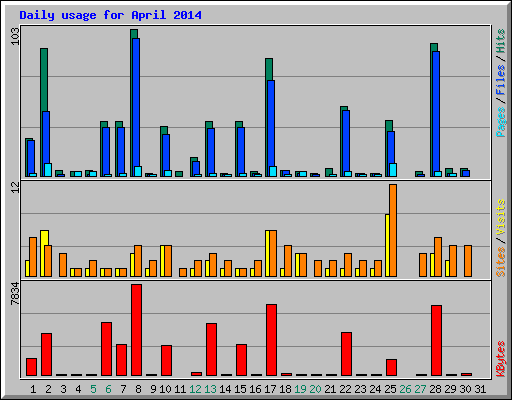 Daily usage for April 2014
103
Pages/Files/Hits
12
Sites/Visits
7834
KBytes
1 2 3 4 5 6 7 8 9 10 11 12 13 14 15 16 17 18 19 20 21 22 23 24 25 26 27 28 29 30 31